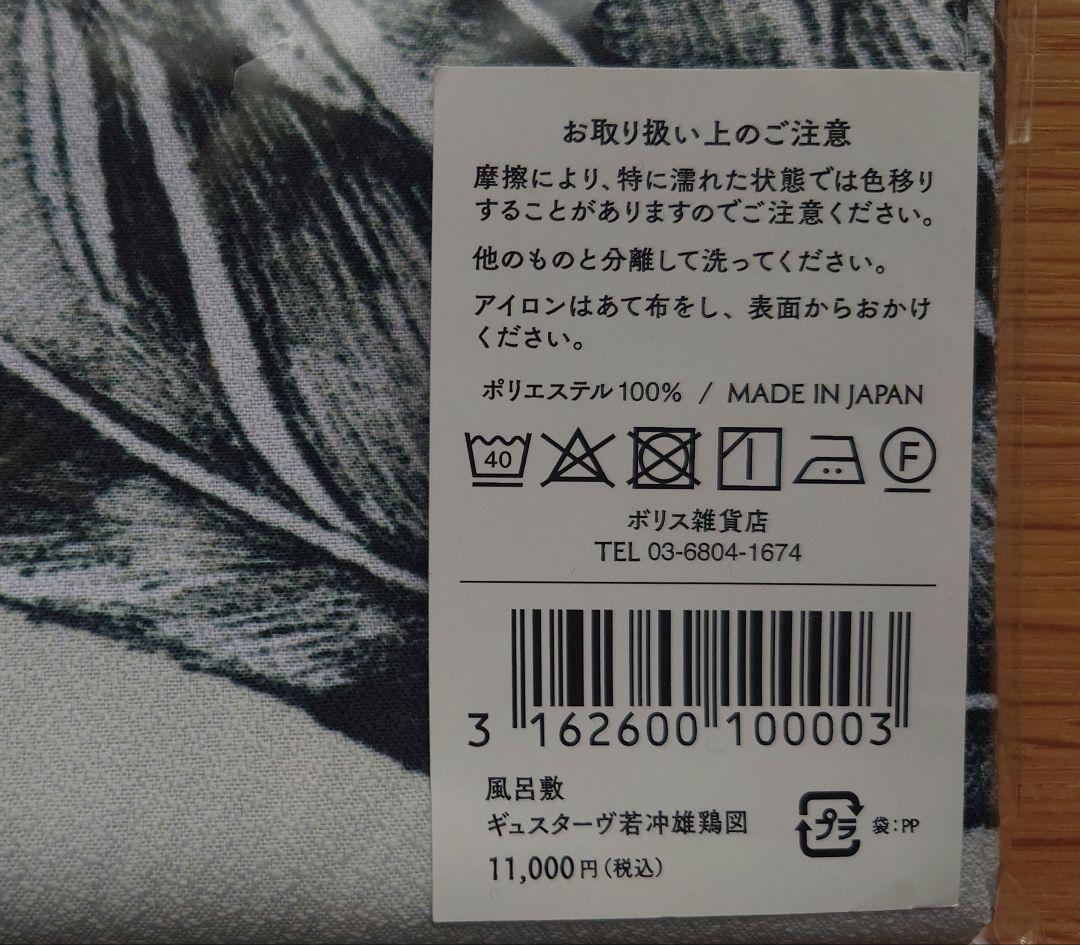 お取り扱い上のご注意
摩擦により、特に濡れた状態では色移り
することがありますのでご注意ください。
他のものと分離して洗ってください。
アイロンはあて布をし、表面からおかけ
ください。
ポリエステル100% / MADE IN JAPAN
40 F
ボリス雑貨店
TEL 03-6804-1674
3 162600 100003
風呂敷
ギュスターヴ若冲雄鶏図
プラ 袋:PP
11,000円(税込)